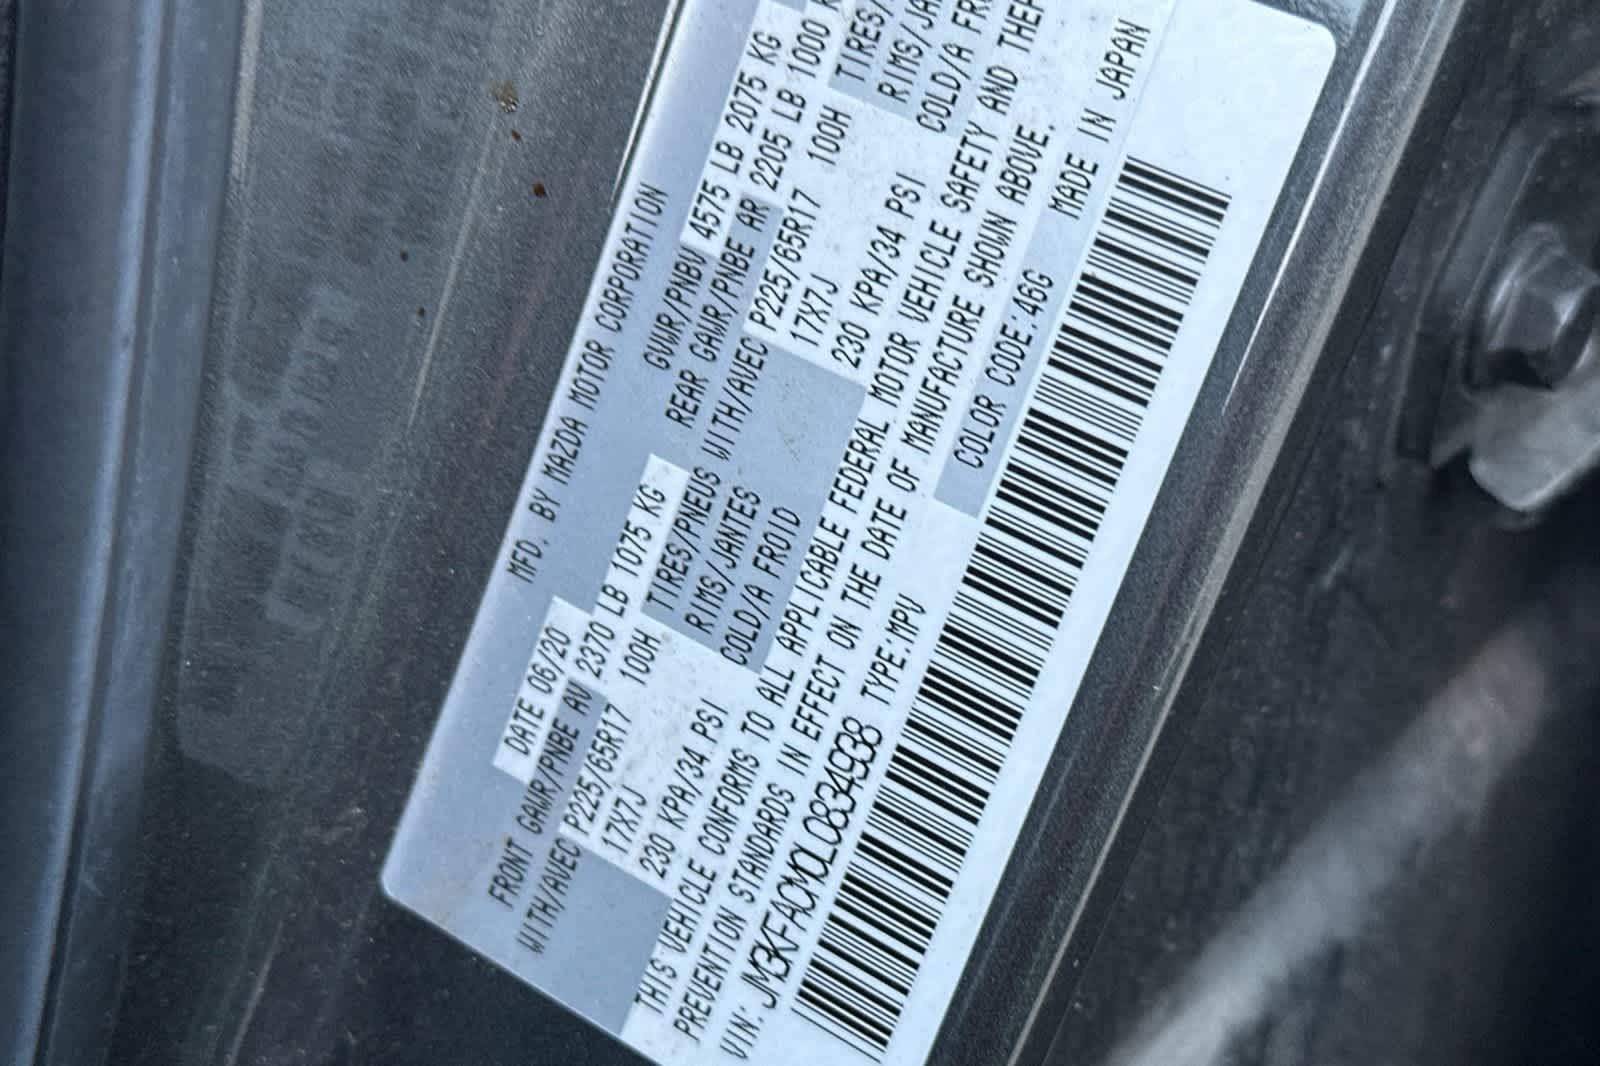 MFD. BY MAZDA MOTOR CORPORATION
DATE 06/20 GVWR/PNBV 4575 LB 2075 KG
FRONT GAWR/PNBE AV 2370 LB 1075 KG REAR GAWR/PNBE AR 2205 LB 1000 K
WITH/AVEC P225/65R17 100H TIRES/PNEUS WITH/AVEC P225/65R17 100H TIRES/
17X7J RIMS/JANTES 17X7J RIMS/JA
230 KPA/34 PSI COLD/A FROID 230 KPA/34 PSI COLD/A FR
THIS VEHICLE CONFORMS TO ALL APPLICABLE FEDERAL MOTOR VEHICLE SAFETY AND THEF
PREVENTION STANDARDS IN EFFECT ON THE DATE OF MANUFACTURE SHOWN ABOVE.
VIN: JM3KFACM0L0834938 TYPE:MPV COLOR CODE:46G MADE IN JAPAN